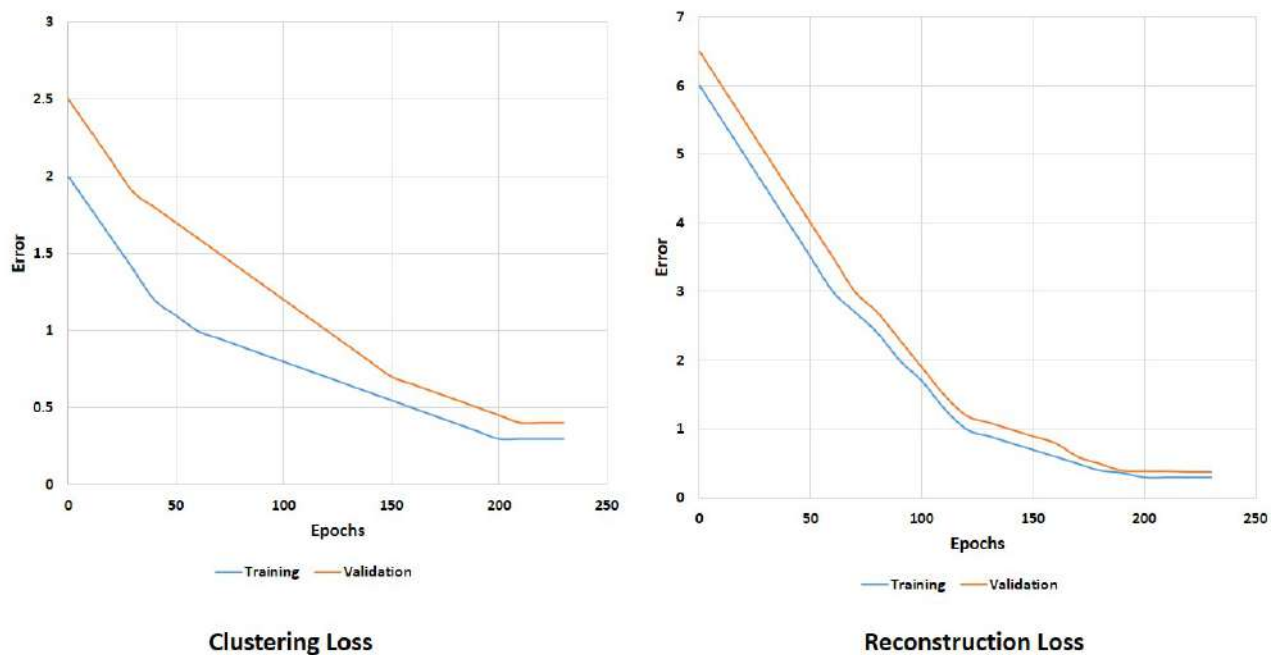 3
2.5
2
1.5
1
0.5
0
Error
0 50 100 150 200 250
Epochs
Training Validation
Clustering Loss
7
6
5
4
3
2
1
0
Error
0 50 100 150 200 250
Epochs
Training Validation
Reconstruction Loss